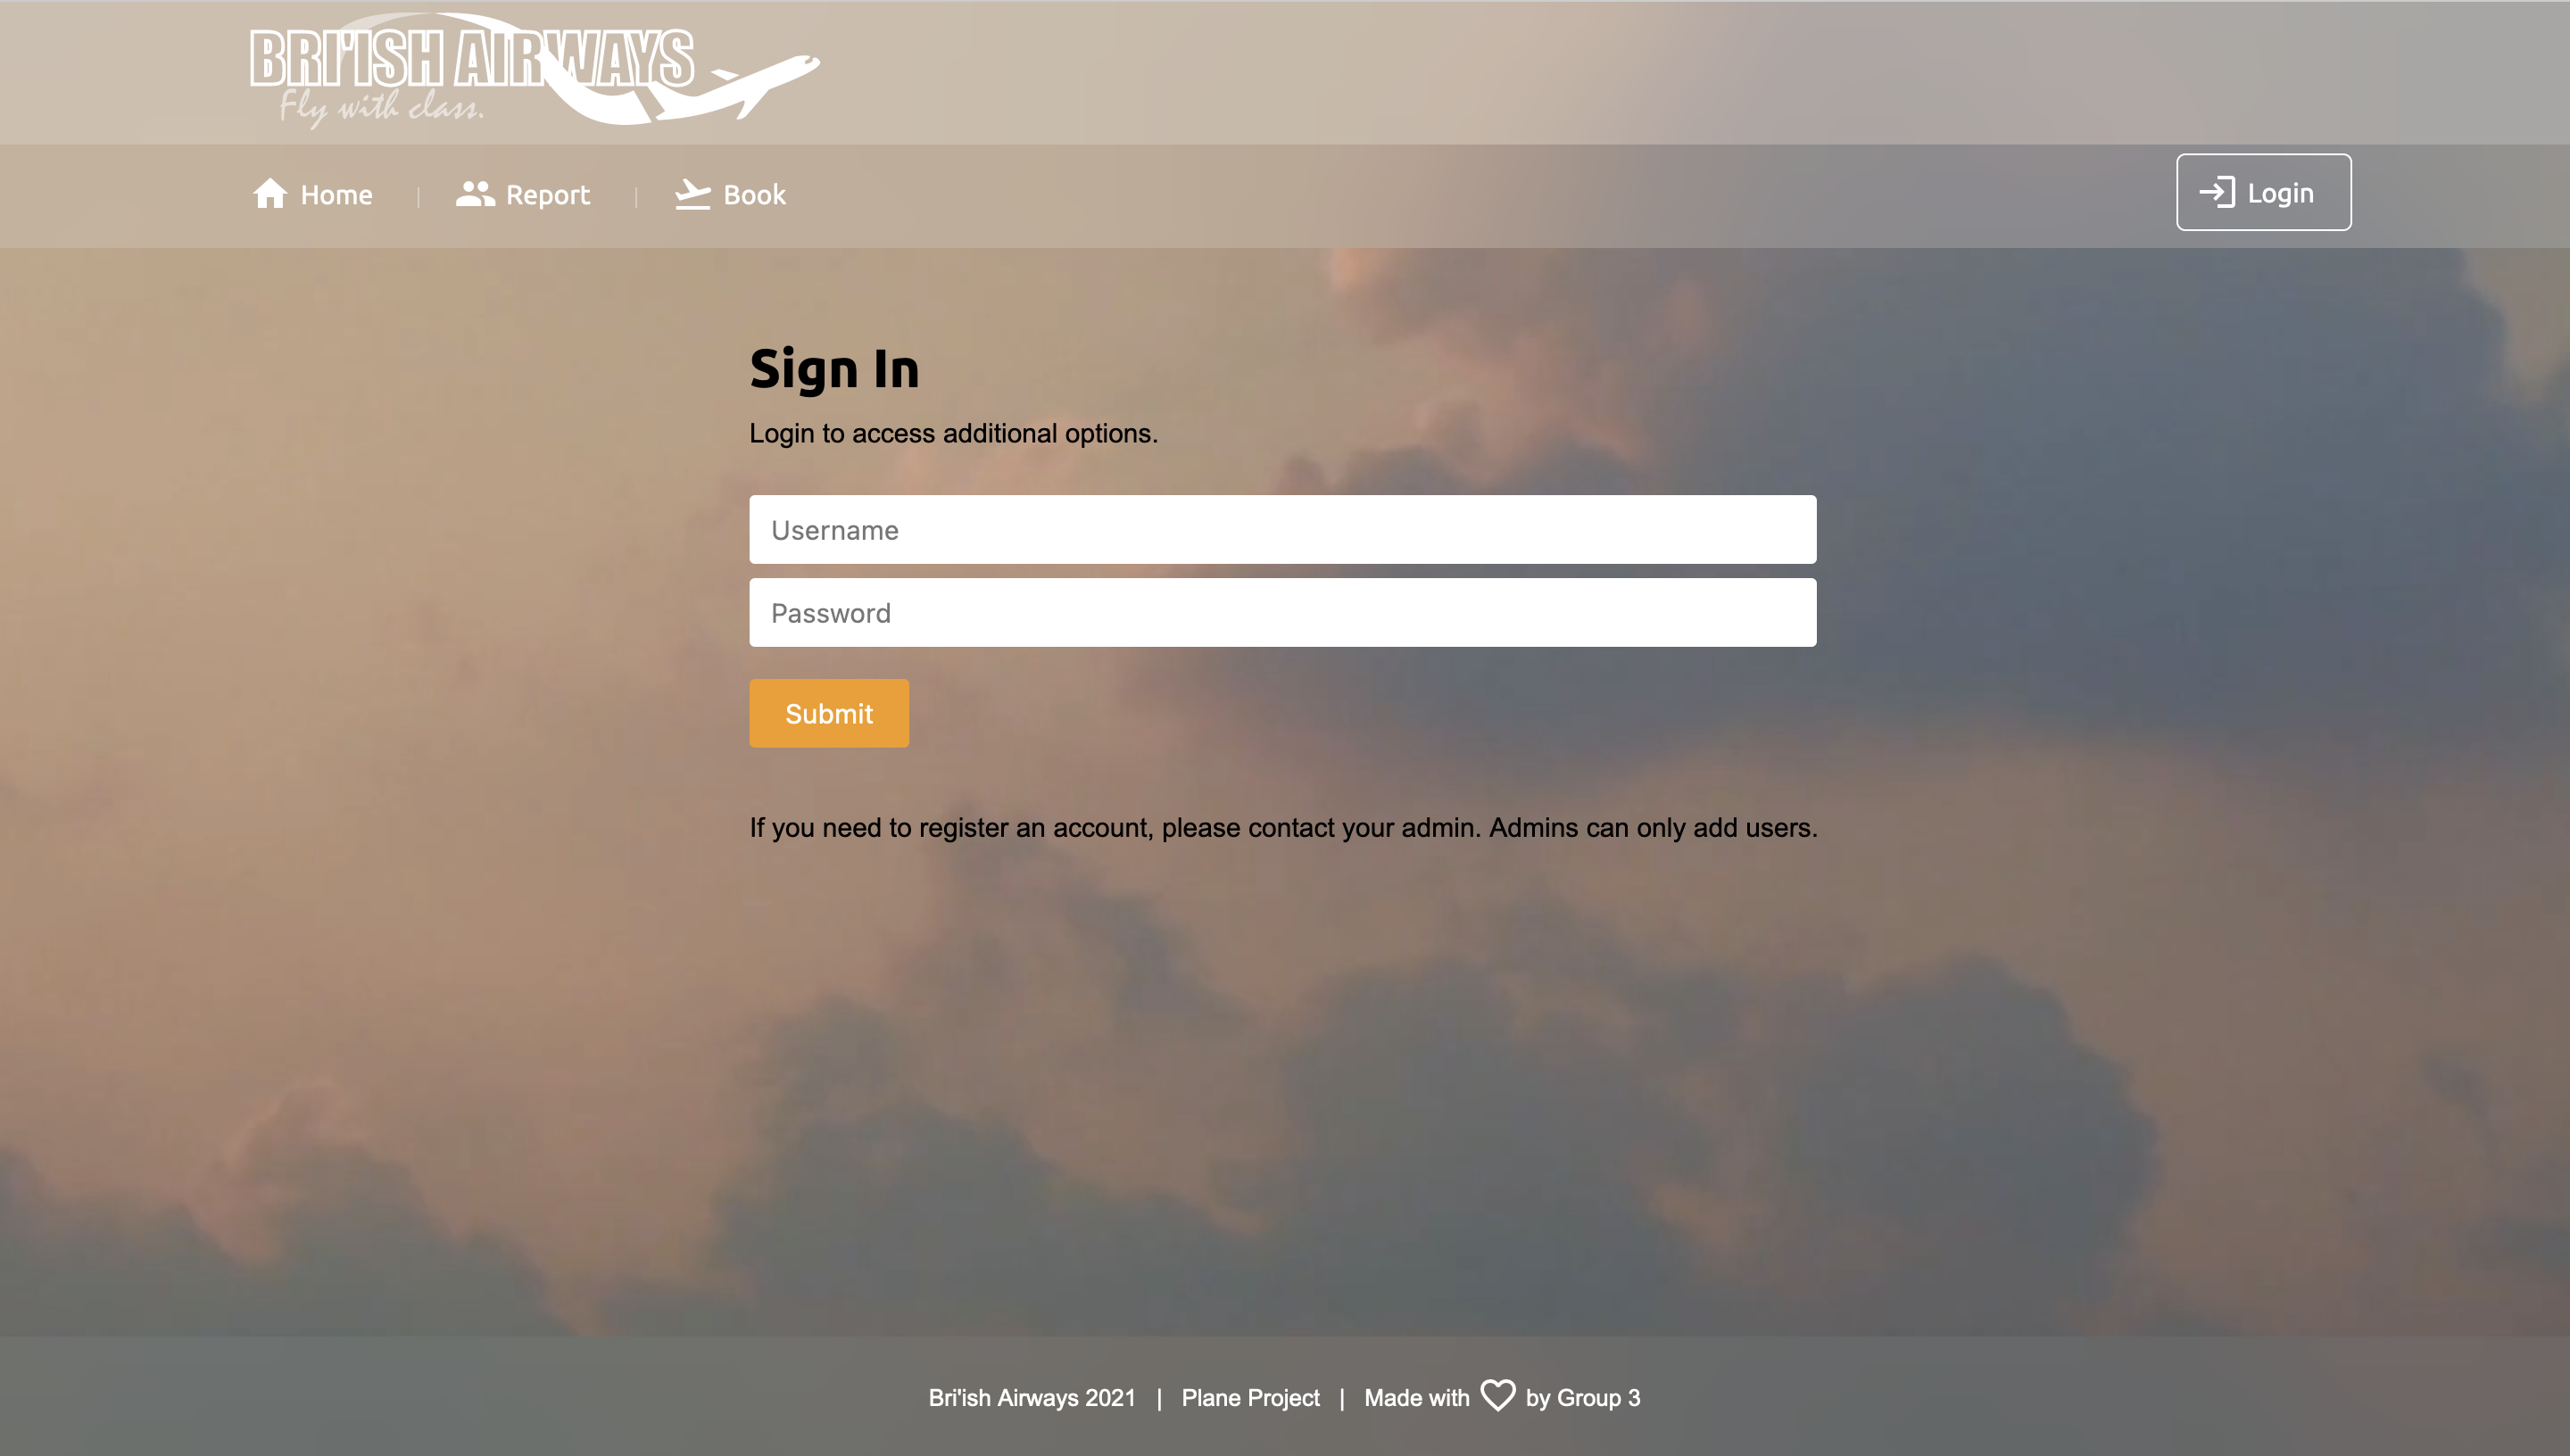 BRI'ISH AIRWAYS
Fly with class.
Home | Report | Book
Login
Sign In
Login to access additional options.
Username
Password
Submit
If you need to register an account, please contact your admin. Admins can only add users.
Bri'ish Airways 2021 | Plane Project | Made with ♡ by Group 3